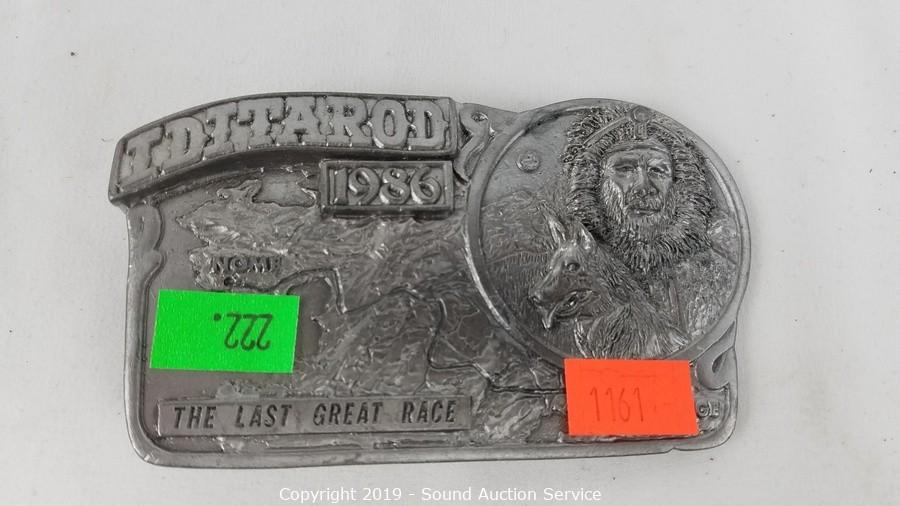 IDITAROD
1986
NOME
222.
THE LAST GREAT RACE
1161
Copyright 2019 - Sound Auction Service